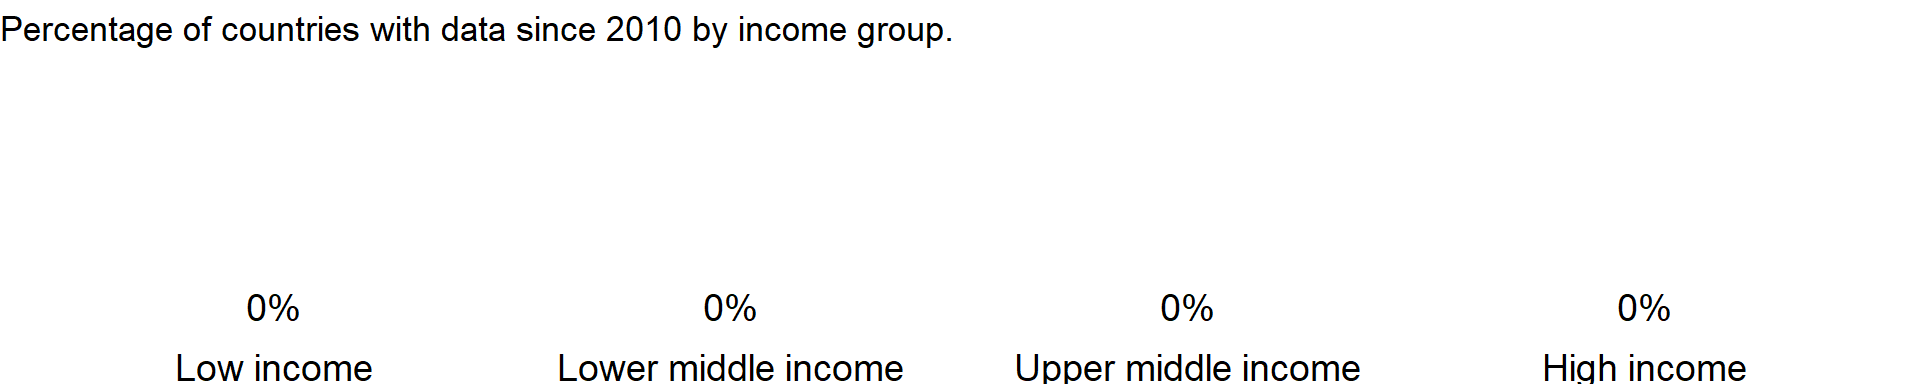 Percentage of countries with data since 2010 by income group.
0% 0% 0% 0%
Low income Lower middle income Upper middle income High income